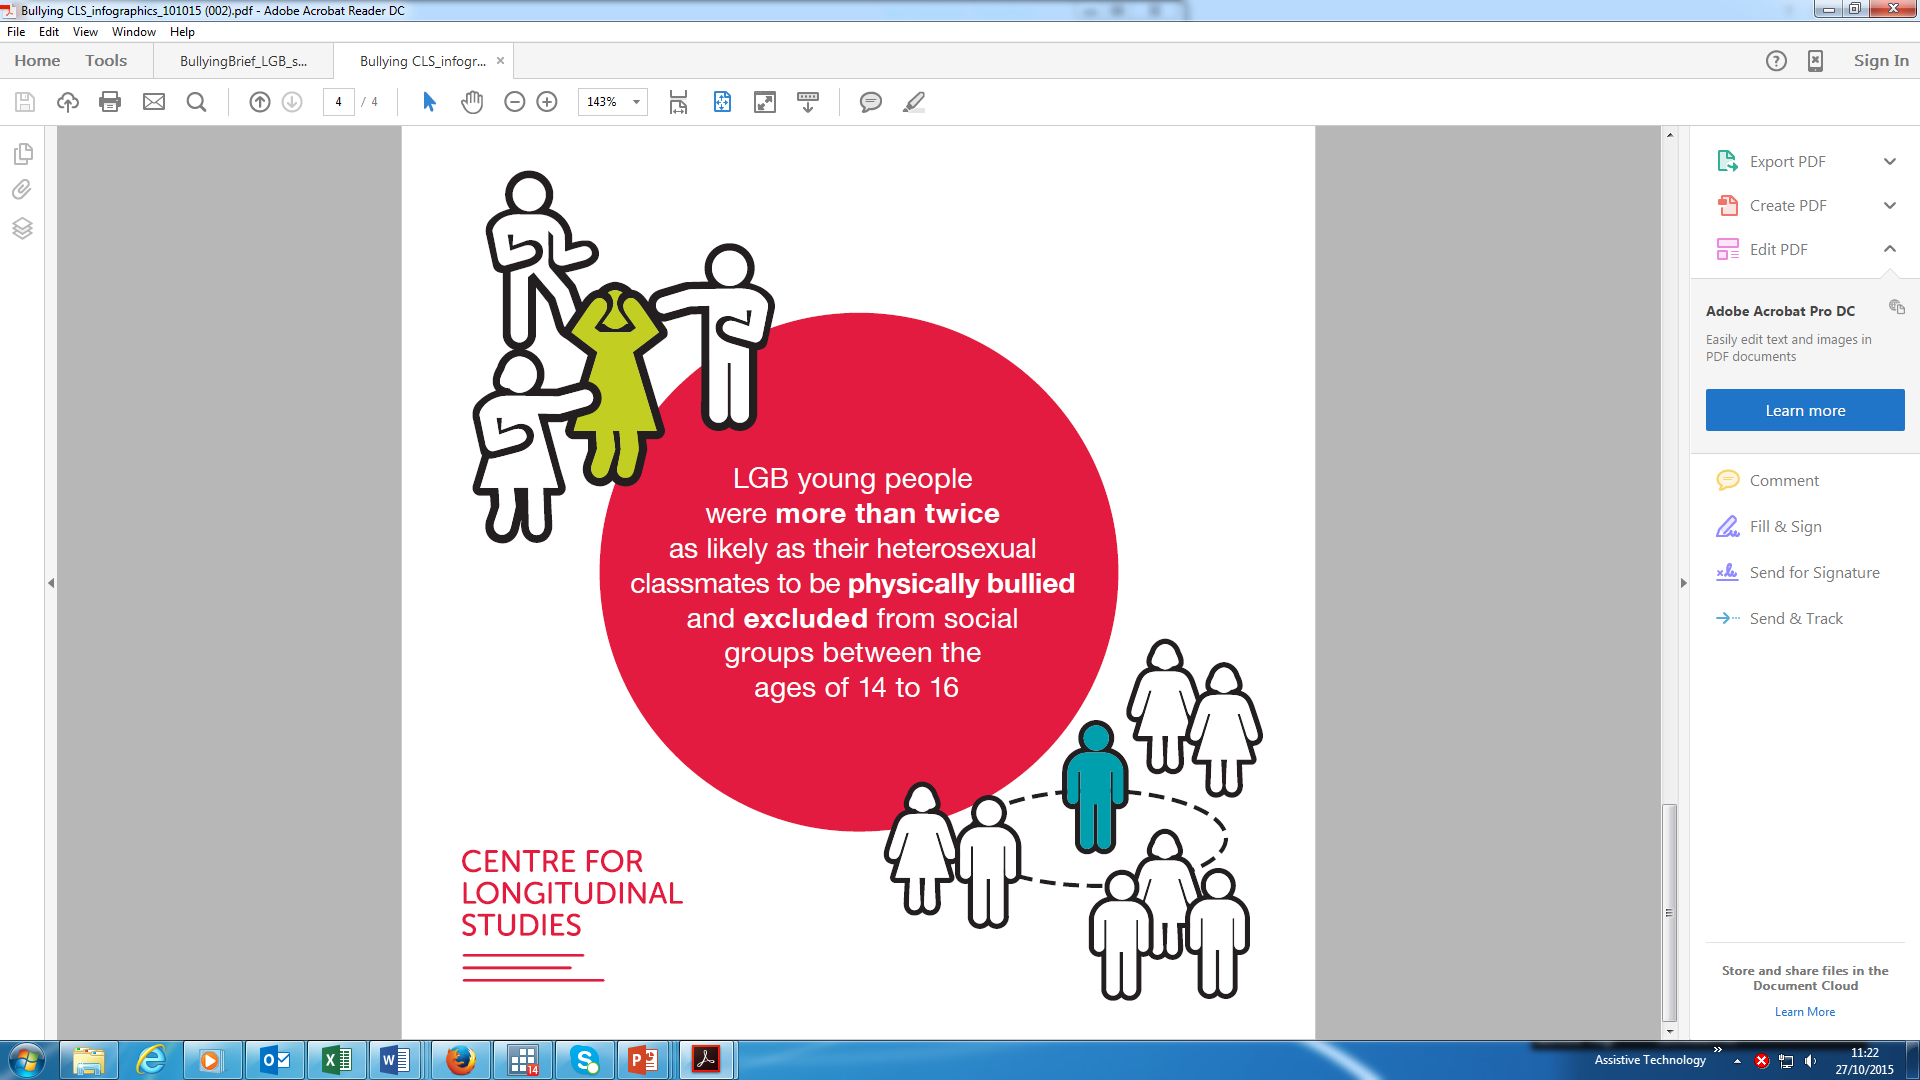 Bullying CLS_infographics_101015 (002).pdf - Adobe Acrobat Reader DC
File Edit View Window Help
Home Tools BullyingBrief_LGB_s... Bullying CLS_infogr... × Sign In
4 / 4 143%
Export PDF
Create PDF
Edit PDF
Adobe Acrobat Pro DC
Easily edit text and images in
PDF documents
Learn more
Comment
Fill & Sign
Send for Signature
Send & Track
Store and share files in the
Document Cloud
Learn More
LGB young people
were more than twice
as likely as their heterosexual
classmates to be physically bullied
and excluded from social
groups between the
ages of 14 to 16
CENTRE FOR
LONGITUDINAL
STUDIES
14
Assistive Technology
11:22
27/10/2015